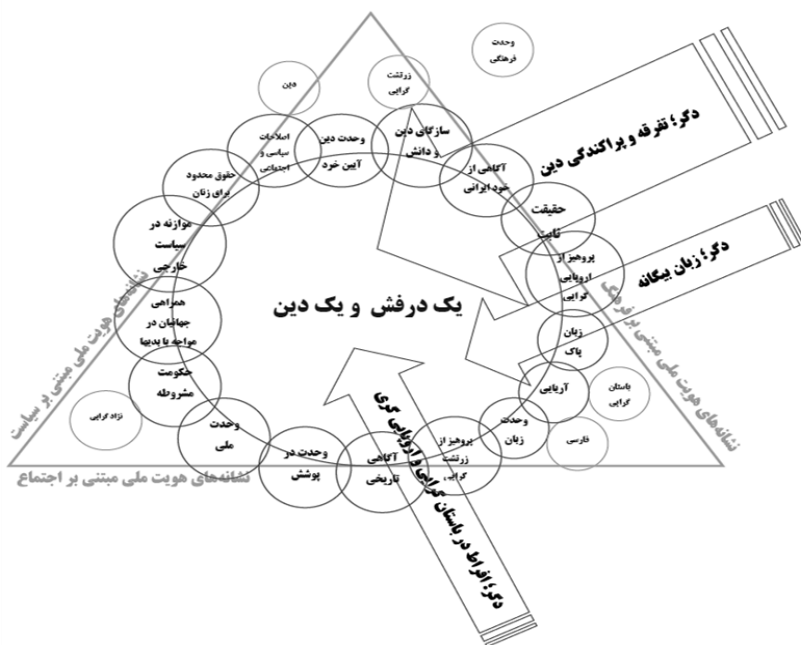 وحدت
فرهنگی
زرتشت
گرایی
دین
سازگای دین
و دانش
وحدت دین
آیین خرد
اصلاحات
سیاسی و
اجتماعی
حقوق محدود
برای زنان
موازنه در
سیاست
خارجی
همراهی
جهانیان در
مواجه با بدیها
حکومت
مشروطه
نژاد گرایی
وحدت
ملی
وحدت در
پوشش
آگاهی
تاریخی
پروهیز از
زرتشت
گرایی
وحدت
زبان
فارسی
آریایی
باستان
گرایی
زبان
پاک
پروهیز از
اروپایی
گرایی
حقیقت
ثابت
آگاهی از
خود ایرانی
یک درفش و یک دین
دگر؛ تفرقه و پراکندگی دین
دگر؛ زبان بیگانه
دگر؛ افراط در باستان گرایی و اروپایی گری
نشانه‌های هویت ملی مبتنی بر سیاست
نشانه‌های هویت ملی مبتنی بر فرهنگ
نشانه‌های هویت ملی مبتنی بر اجتماع